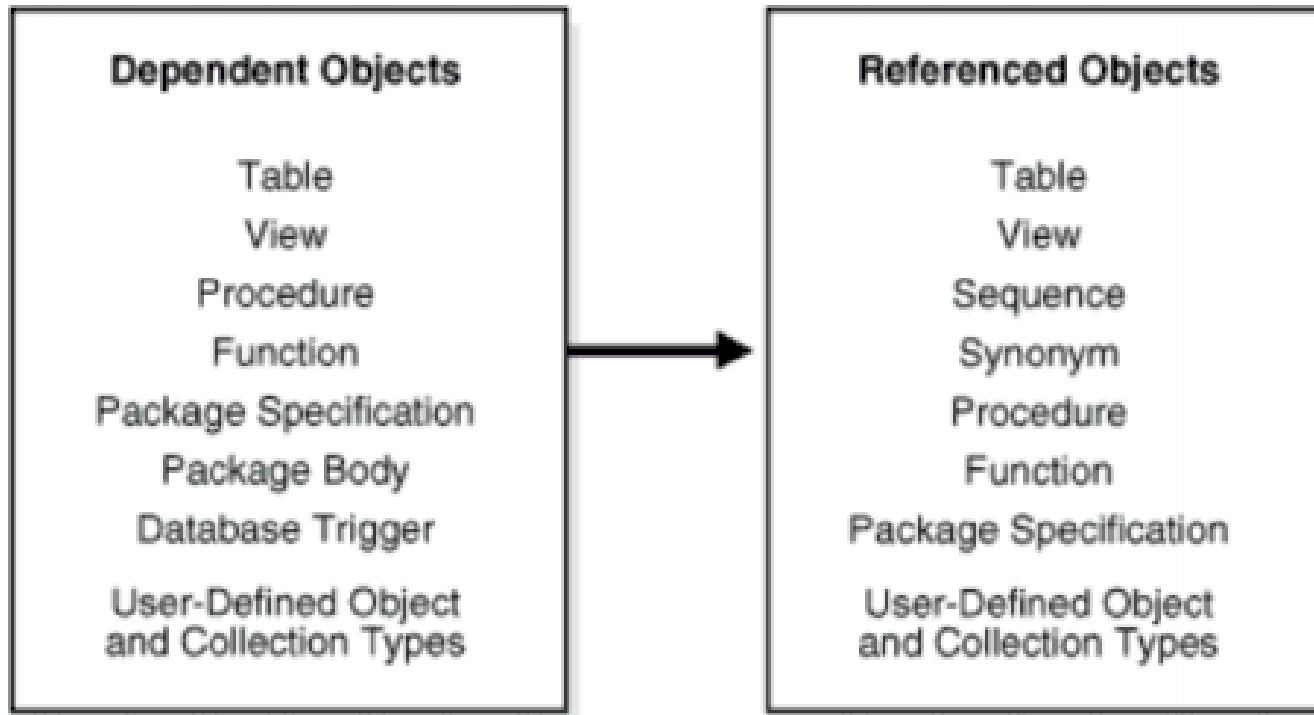 Dependent Objects
Table
View
Procedure
Function
Package Specification
Package Body
Database Trigger
User-Defined Object
and Collection Types
Referenced Objects
Table
View
Sequence
Synonym
Procedure
Function
Package Specification
User-Defined Object
and Collection Types